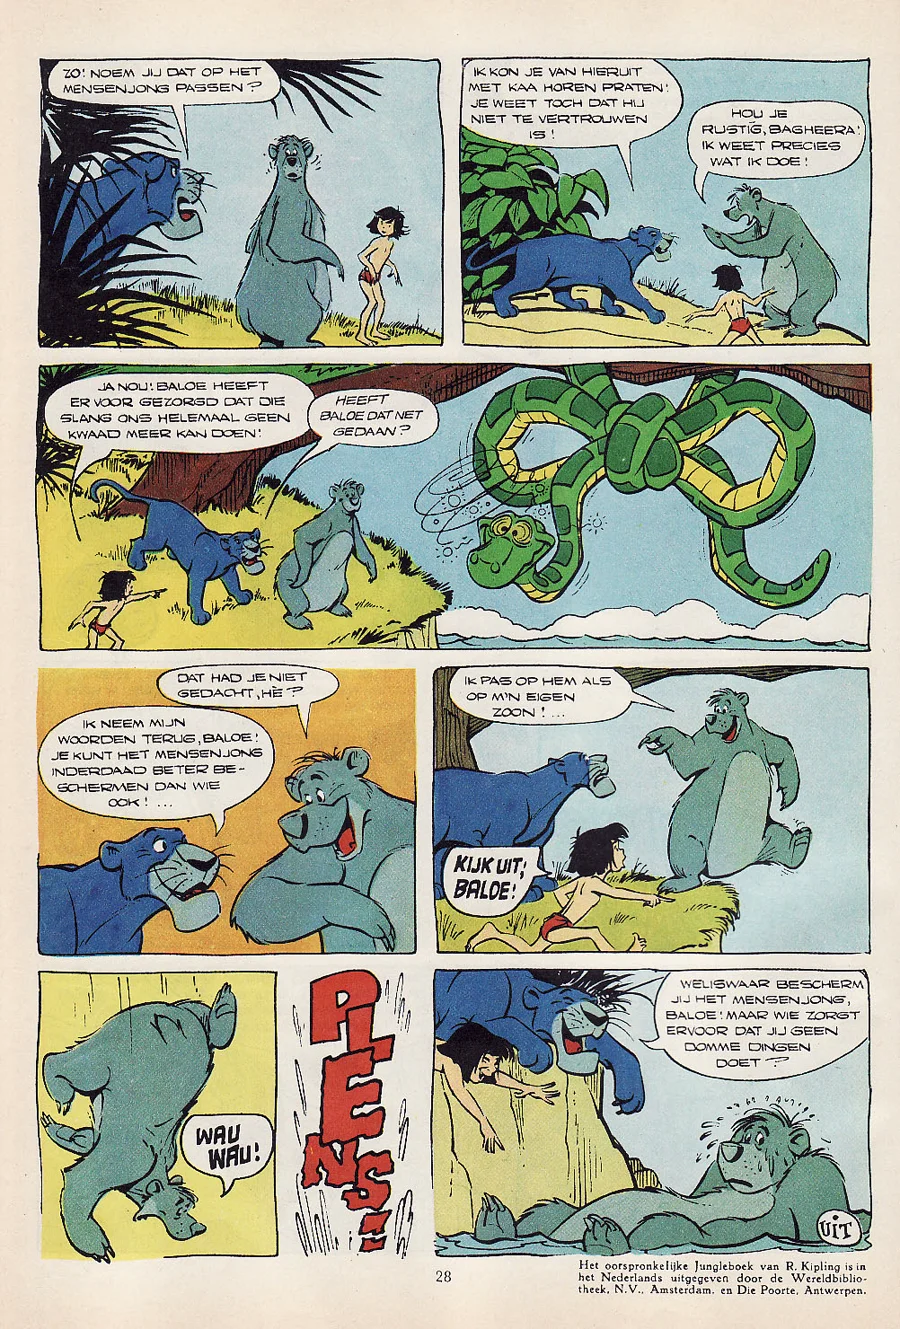 ZO! NOEM JIJ DAT OP HET
MENSENJONG PASSEN?
IK KON JE VAN HIERUIT
MET KAA HOREN PRATEN!
JE WEET TOCH DAT HIJ
NIET TE VERTROUWEN
IS!
HOU JE
RUSTIG, BAGHEERA!
IK WEET PRECIES
WAT IK DOE!
JA NOU! BALOE HEEFT
ER VOOR GEZORGD DAT DIE
SLANG ONS HELEMAAL GEEN
KWAAD MEER KAN DOEN!
HEEFT
BALOE DAT NET
GEDAAN?
DAT HAD JE NIET
GEDACHT, HÈ?
IK NEEM MIJN
WOORDEN TERUG, BALOE!
JE KUNT HET MENSENJONG
INDERDAAD BETER BE-
SCHERMEN DAN WIE
OOK! ...
IK PAS OP HEM ALS
OP M'N EIGEN
ZOON! ...
KIJK UIT,
BALOE!
WAU
WAU!
PLENS!
WELISWAAR BESCHERM
JIJ HET MENSENJONG,
BALOE! MAAR WIE ZORGT
ERVOOR DAT JIJ GEEN
DOMME DINGEN
DOET?
UIT
28
Het oorspronkelijke Jungleboek van R. Kipling is in
het Nederlands uitgegeven door de Wereldbiblio-
theek, N.V., Amsterdam. en Die Poorte, Antwerpen.